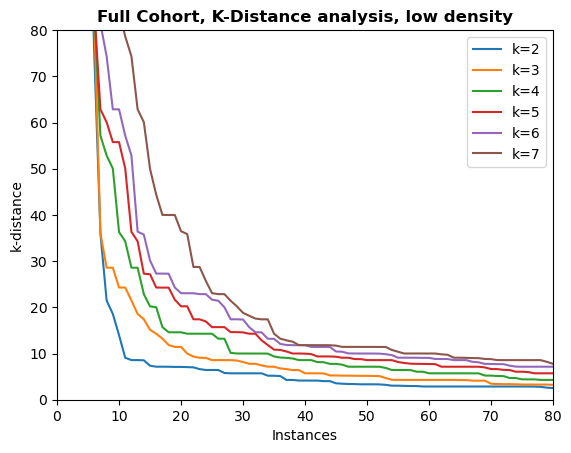 Full Cohort, K-Distance analysis, low density
k-distance
80
70
60
50
40
30
20
10
0
k=2
k=3
k=4
k=5
k=6
k=7
0 10 20 30 40 50 60 70 80
Instances